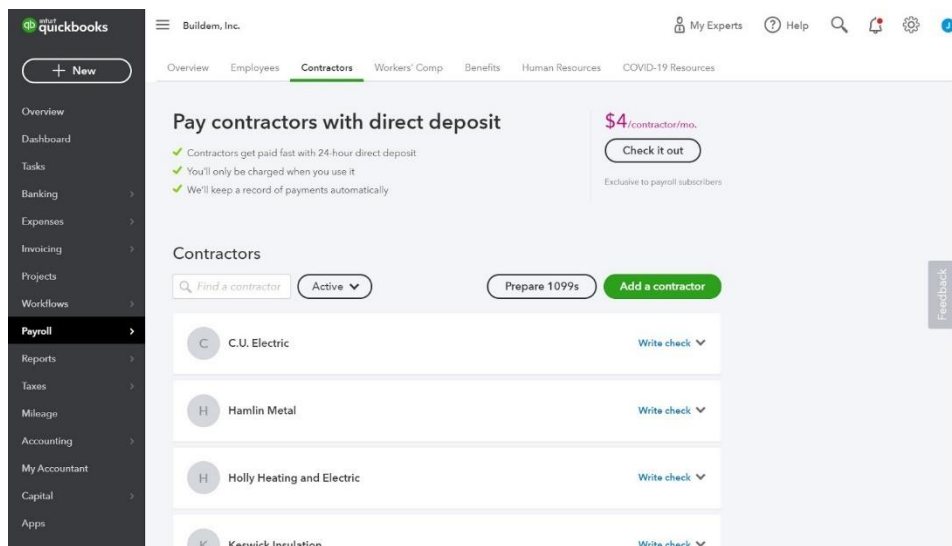 intuit
quickbooks
Buildem, Inc.
My Experts
Help
J
+ New
Overview
Employees
Contractors
Workers' Comp
Benefits
Human Resources
COVID-19 Resources
Overview
Dashboard
Tasks
Banking
Expenses
Invoicing
Projects
Workflows
Payroll
Reports
Taxes
Mileage
Accounting
My Accountant
Capital
Apps
Pay contractors with direct deposit
Contractors get paid fast with 24-hour direct deposit
You'll only be charged when you use it
We'll keep a record of payments automatically
$4/contractor/mo.
Check it out
Exclusive to payroll subscribers
Contractors
Find a contractor
Active
Prepare 1099s
Add a contractor
C C.U. Electric Write check
H Hamlin Metal Write check
H Holly Heating and Electric Write check
K Keswick Insulation Write check
Feedback